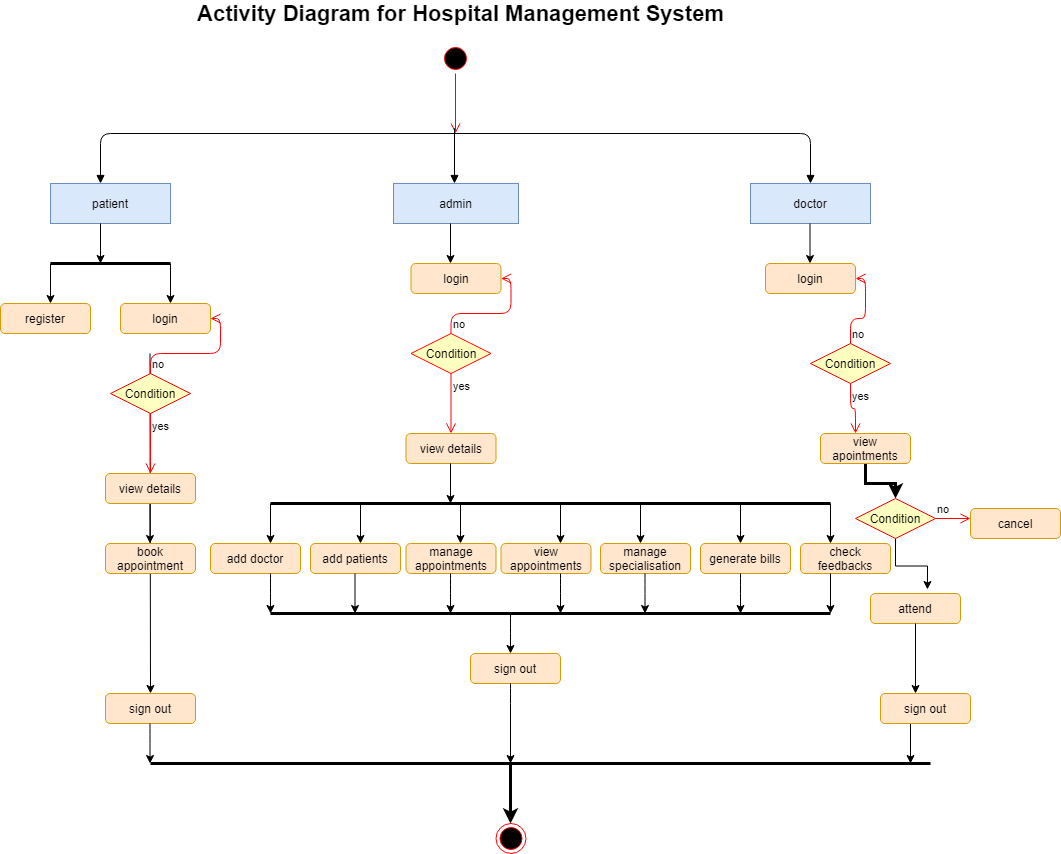 Activity Diagram for Hospital Management System
patient
admin
doctor
login
login
register
login
no
no
no
Condition
Condition
Condition
yes
yes
yes
view details
view
apointments
view details
Condition
no
cancel
book
appointment
add doctor
add patients
manage
appointments
view
appointments
manage
specialisation
generate bills
check
feedbacks
attend
sign out
sign out
sign out